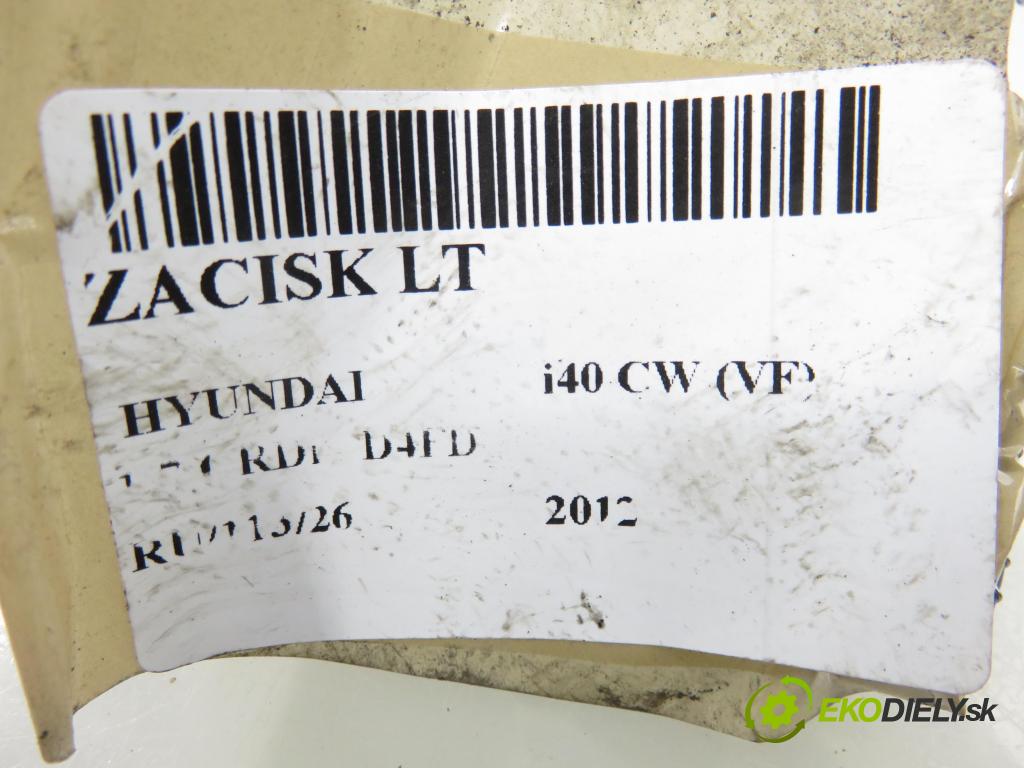 ZACISK LT
HYUNDAI i40 CW (VF)
D4FD
2012
EKODIELY.sk